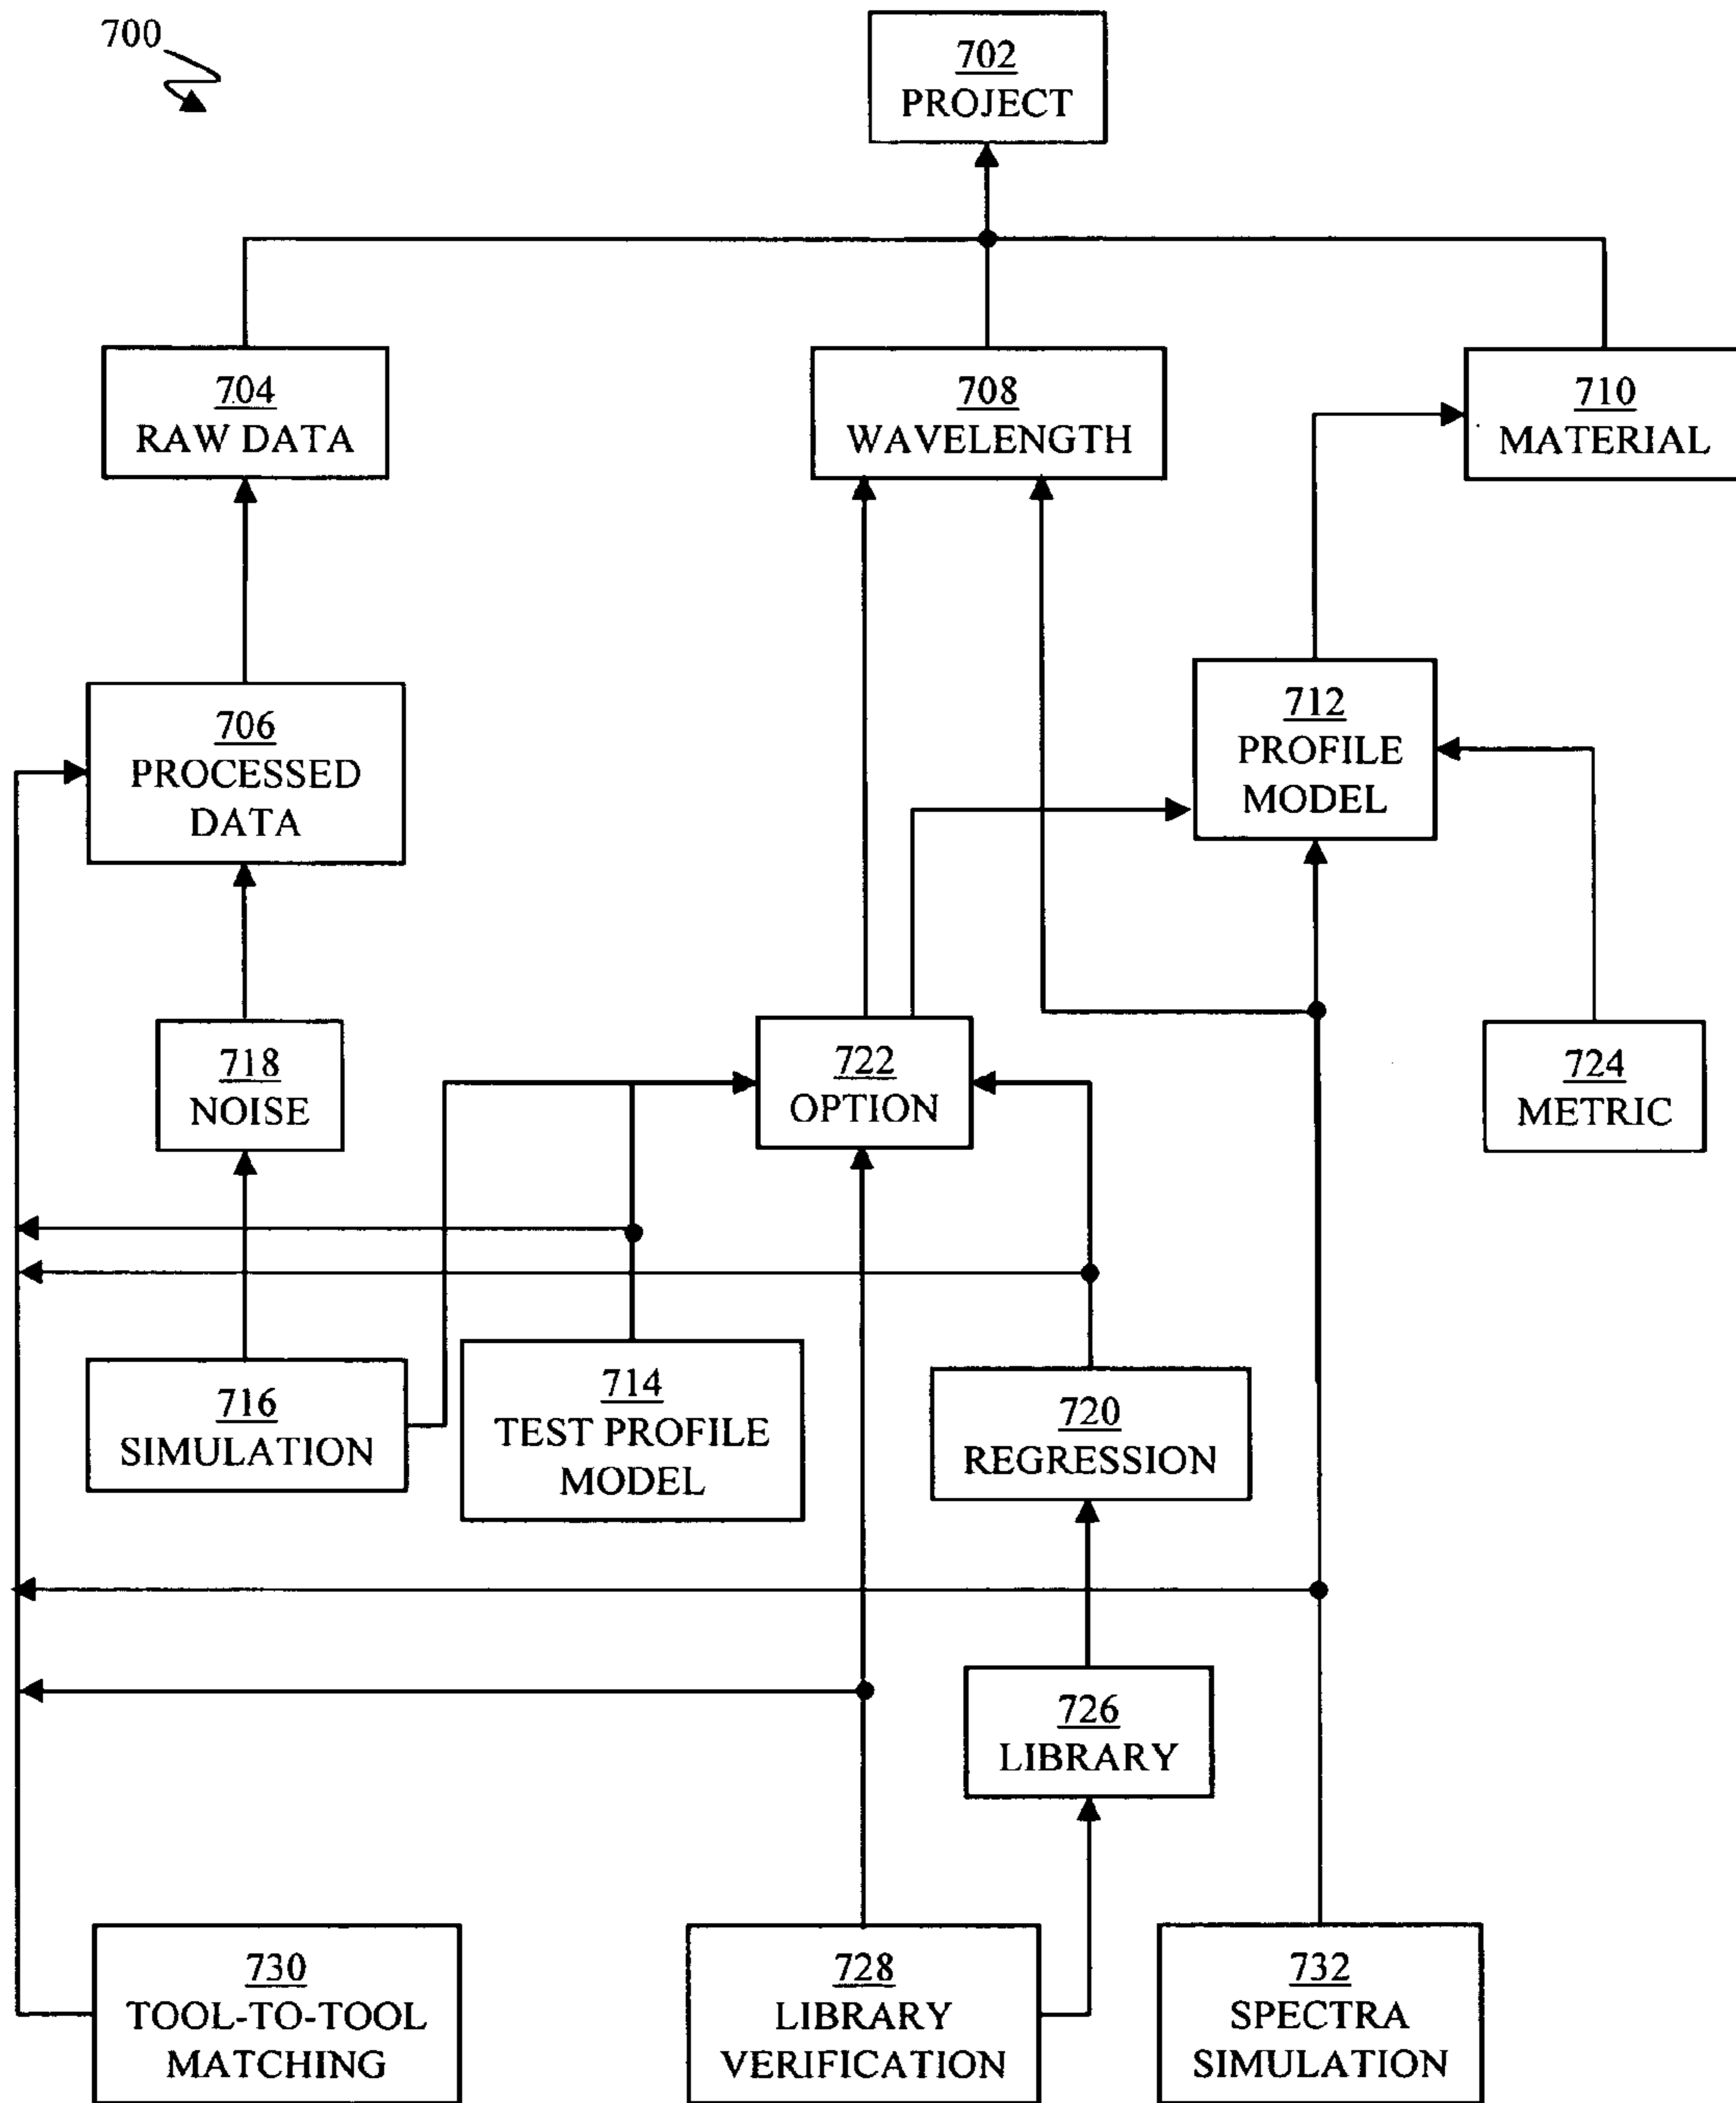 700
702
PROJECT
704
RAW DATA
708
WAVELENGTH
710
MATERIAL
706
PROCESSED
DATA
712
PROFILE
MODEL
718
NOISE
722
OPTION
724
METRIC
716
SIMULATION
714
TEST PROFILE
MODEL
720
REGRESSION
726
LIBRARY
730
TOOL-TO-TOOL
MATCHING
728
LIBRARY
VERIFICATION
732
SPECTRA
SIMULATION